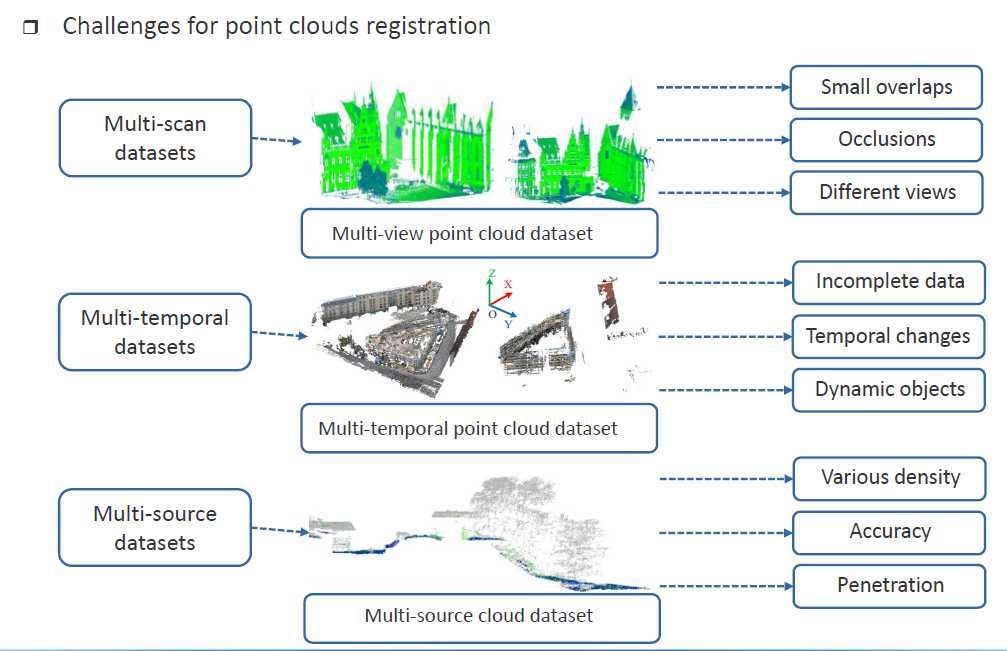 Challenges for point clouds registration
Multi-scan
datasets
Multi-view point cloud dataset
Small overlaps
Occlusions
Different views
Multi-temporal
datasets
Z
X
O
Y
Multi-temporal point cloud dataset
Incomplete data
Temporal changes
Dynamic objects
Multi-source
datasets
Multi-source cloud dataset
Various density
Accuracy
Penetration